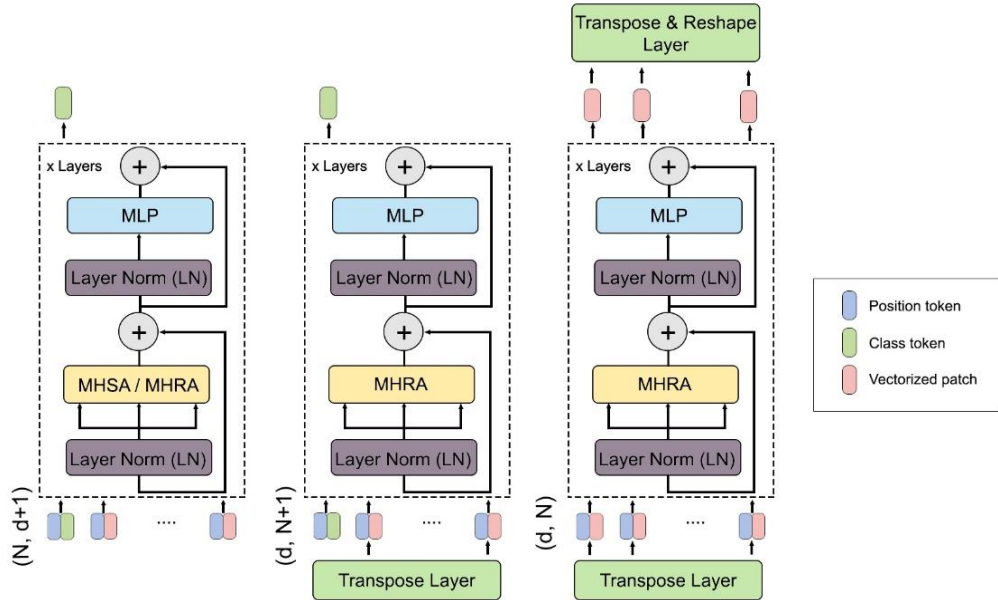 x Layers
+
MLP
Layer Norm (LN)
+
MHSA / MHRA
Layer Norm (LN)
(N, d+1)
....
x Layers
+
MLP
Layer Norm (LN)
+
MHRA
Layer Norm (LN)
(d, N+1)
....
Transpose Layer
Transpose & Reshape
Layer
x Layers
+
MLP
Layer Norm (LN)
+
MHRA
Layer Norm (LN)
(d, N)
....
Transpose Layer
Position token
Class token
Vectorized patch